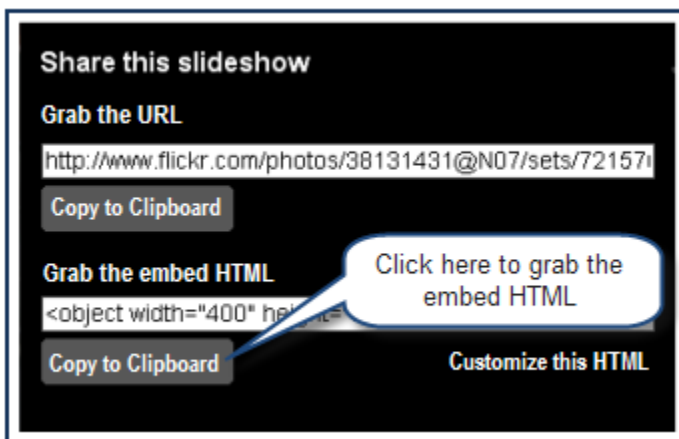 Share this slideshow
Grab the URL
http://www.flickr.com/photos/38131431@N07/sets/72157
Copy to Clipboard
Grab the embed HTML
Click here to grab the
embed HTML
<object width="400" height=
Copy to Clipboard
Customize this HTML